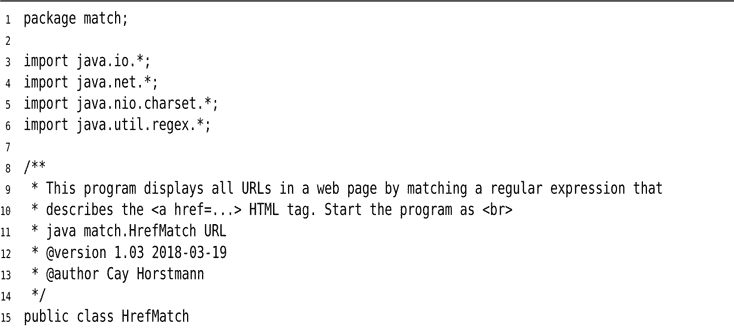 1 package match;
2
3 import java.io.*;
4 import java.net.*;
5 import java.nio.charset.*;
6 import java.util.regex.*;
7
8 /**
9  * This program displays all URLs in a web page by matching a regular expression that
10  * describes the <a href=...> HTML tag. Start the program as <br>
11  * java match.HrefMatch URL
12  * @version 1.03 2018-03-19
13  * @author Cay Horstmann
14  */
15 public class HrefMatch